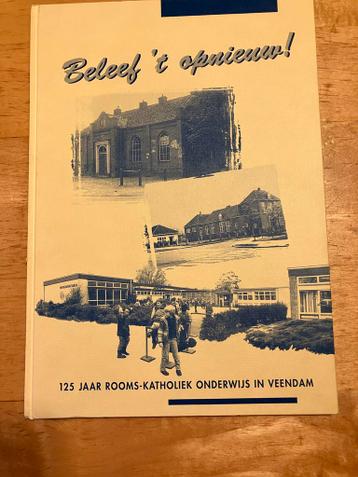 Beleef 't opnieuw!
125 JAAR ROOMS-KATHOLIEK ONDERWIJS IN VEENDAM